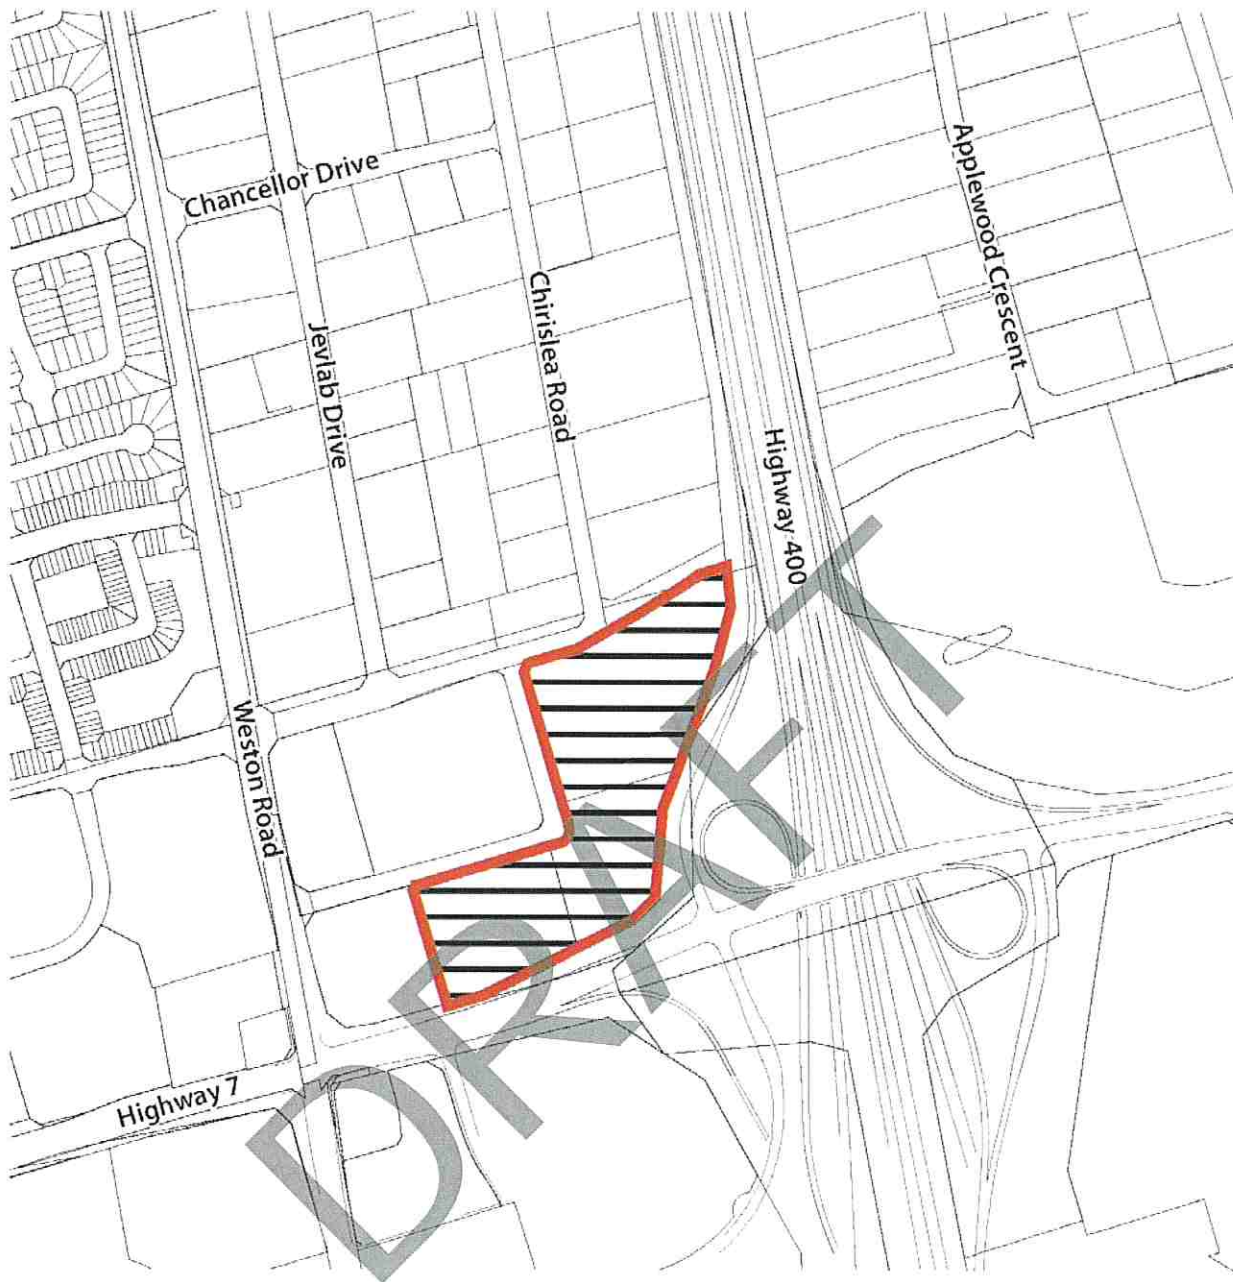 Chancellor Drive
Applewood Crescent
Chirislea Road
Jevlab Drive
Highway 400
Weston Road
Highway 7
DRAFT